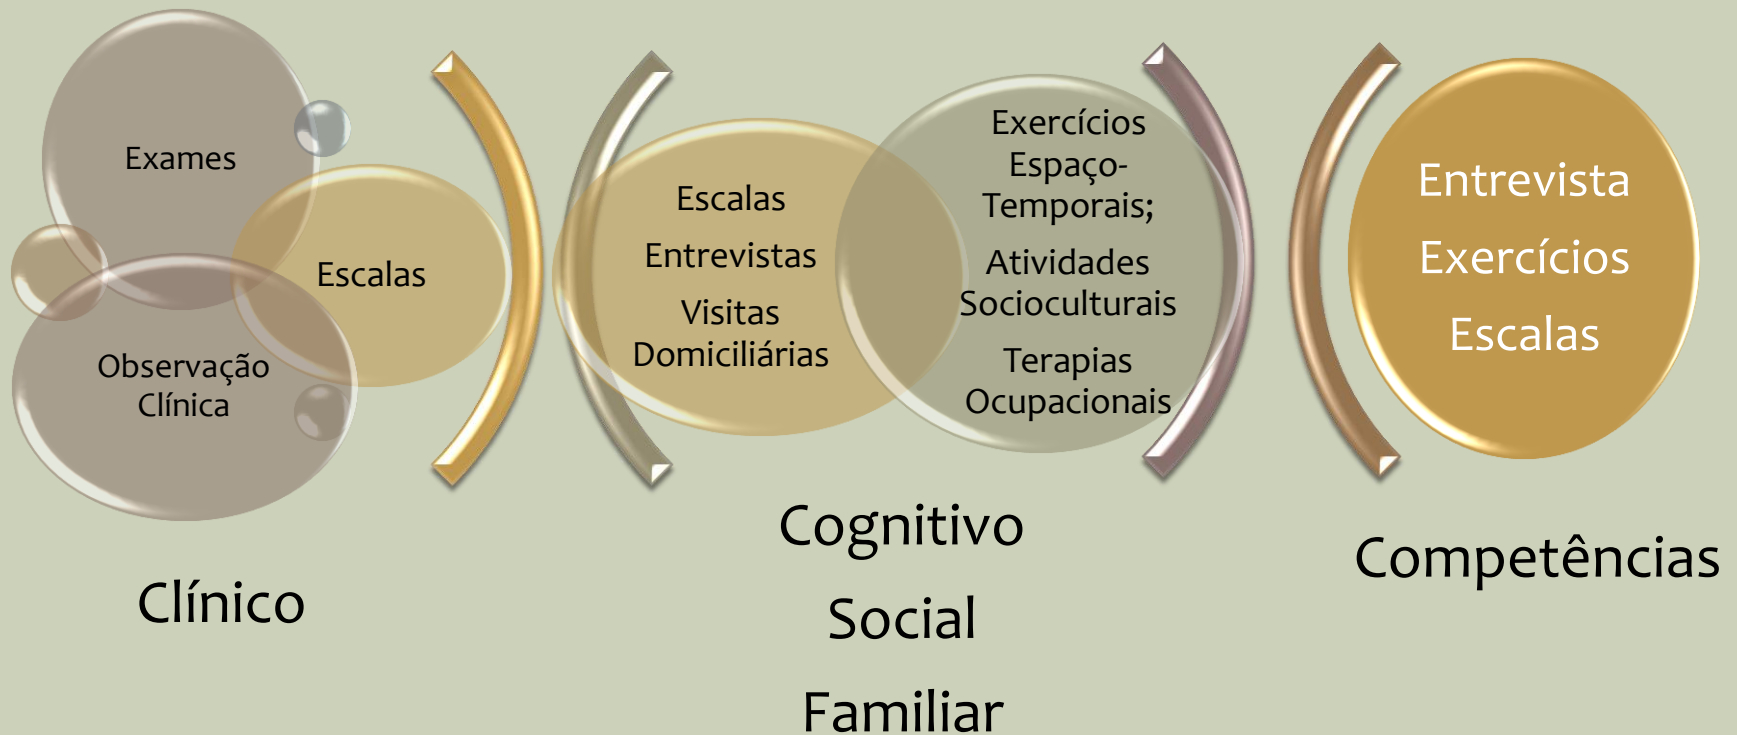 Exames
Escalas
Observação
Clínica
Clínico
Escalas
Entrevistas
Visitas
Domiciliárias
Exercícios
Espaço-
Temporais;
Atividades
Socioculturais
Terapias
Ocupacionais
Cognitivo
Social
Familiar
Entrevista
Exercícios
Escalas
Competências